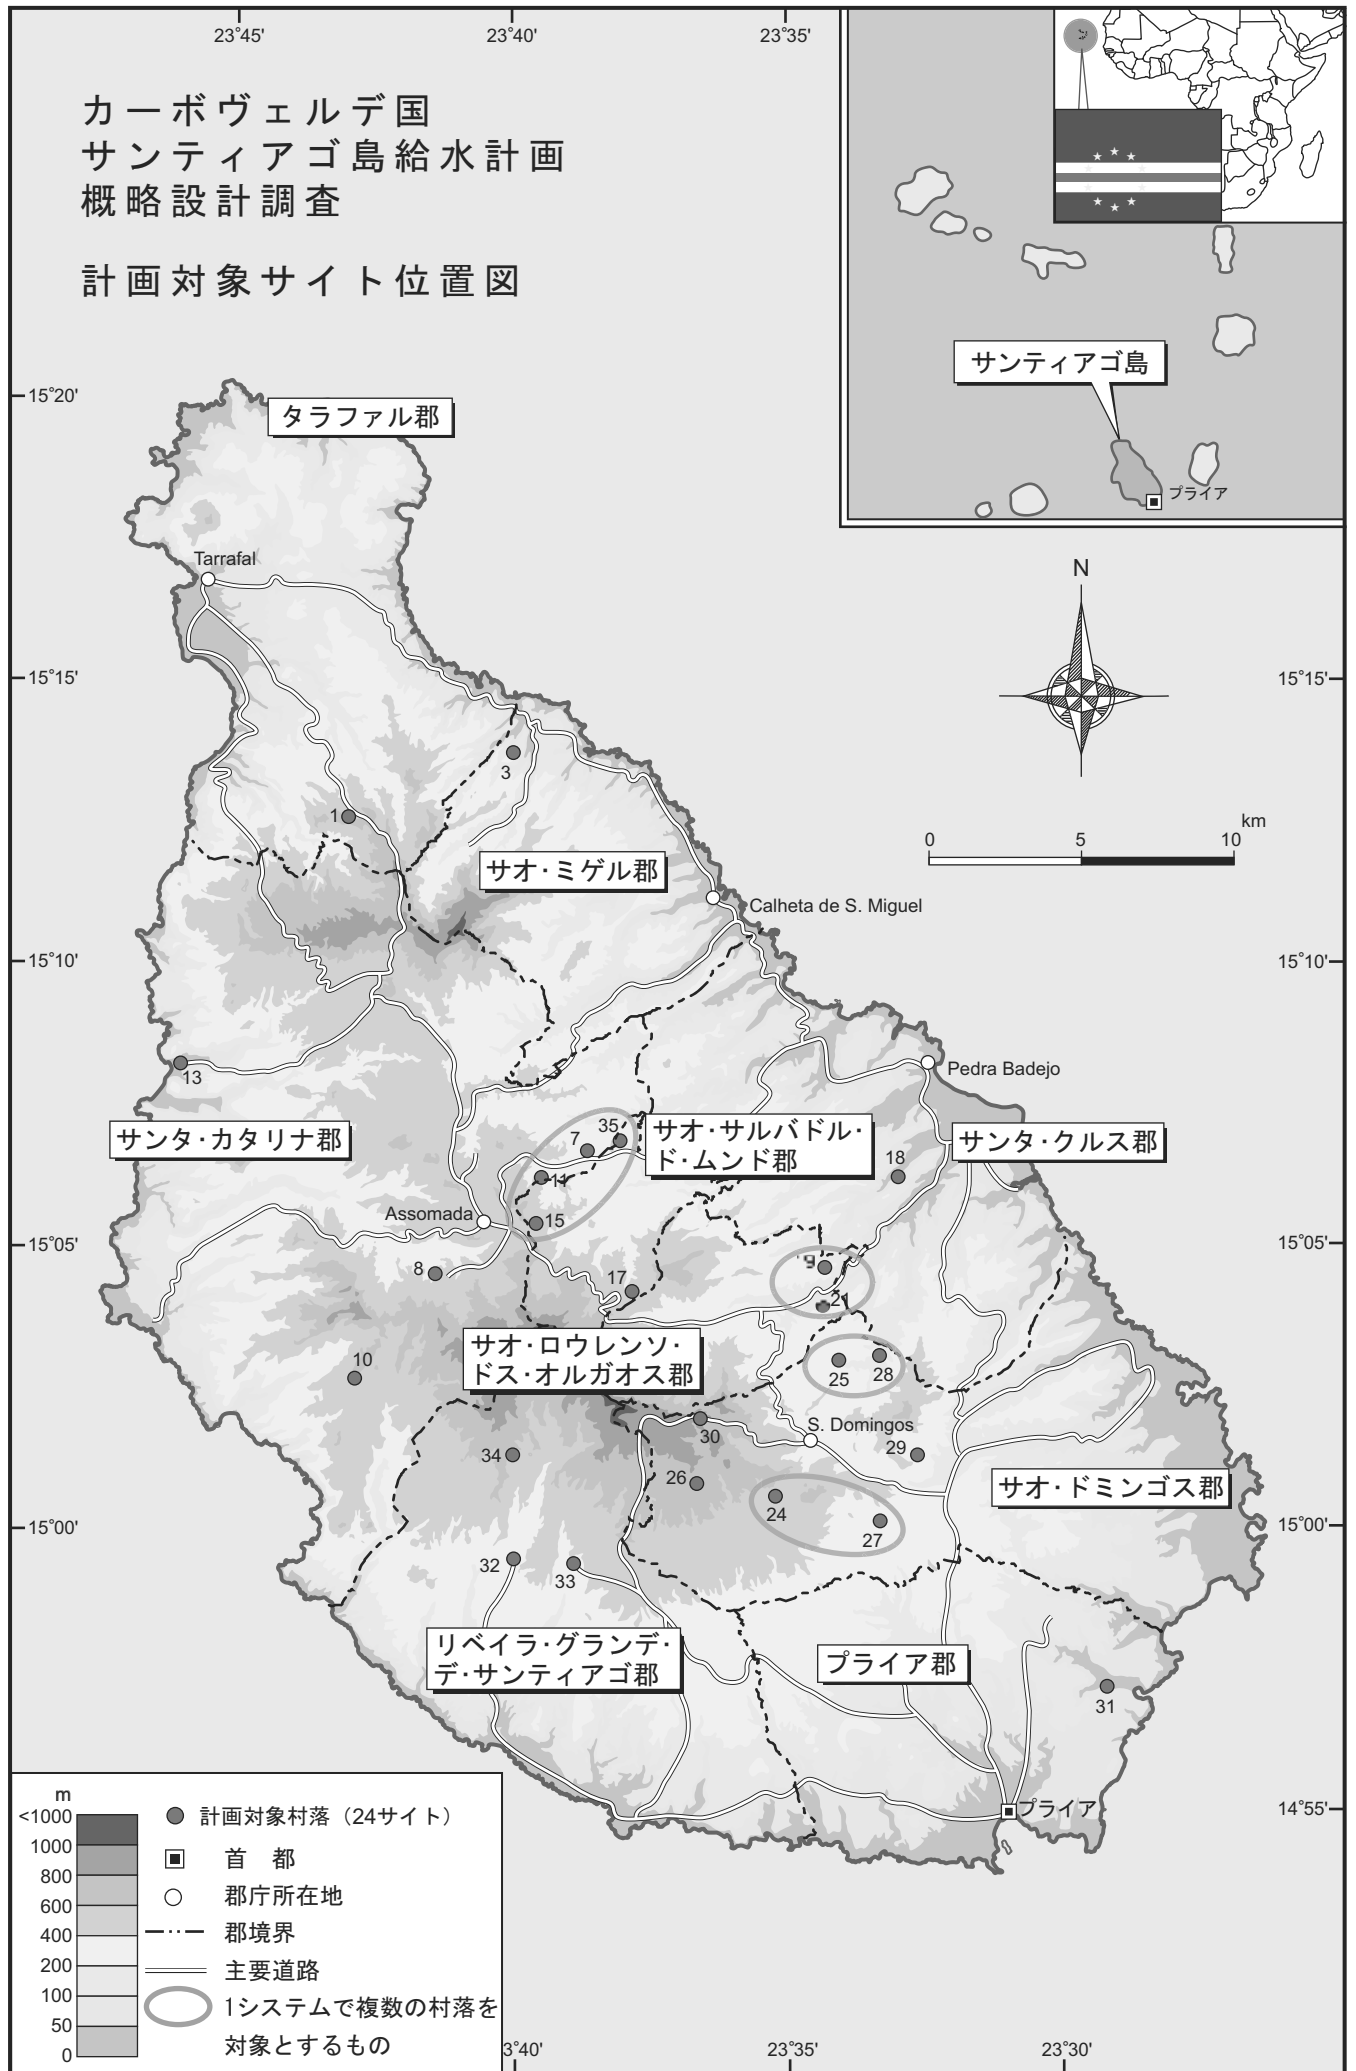 23°45'
23°40'
23°35'
カーボヴェルデ国
サンティアゴ島給水計画
概略設計調査
計画対象サイト位置図
サンティアゴ島
プライア
15°20'
タラファル郡
Tarrafal
N
15°15'
15°15'
3
1
0
5
10
km
サオ・ミゲル郡
Calheta de S. Miguel
15°10'
15°10'
13
Pedra Badejo
サンタ・カタリナ郡
7
35
サオ・サルバドル・
ド・ムンド郡
サンタ・クルス郡
11
18
Assomada
15
15°05'
15°05'
8
17
9
21
サオ・ロウレンソ・
ドス・オルガオス郡
10
25
28
S. Domingos
30
34
29
26
サオ・ドミンゴス郡
24
27
15°00'
15°00'
32
33
リベイラ・グランデ・
デ・サンティアゴ郡
プライア郡
31
プライア
14°55'
m
<1000
1000
800
600
400
200
100
50
0
計画対象村落（24サイト）
首 都
郡庁所在地
郡境界
主要道路
1システムで複数の村落を
対象とするもの
3°40'
23°35'
23°30'